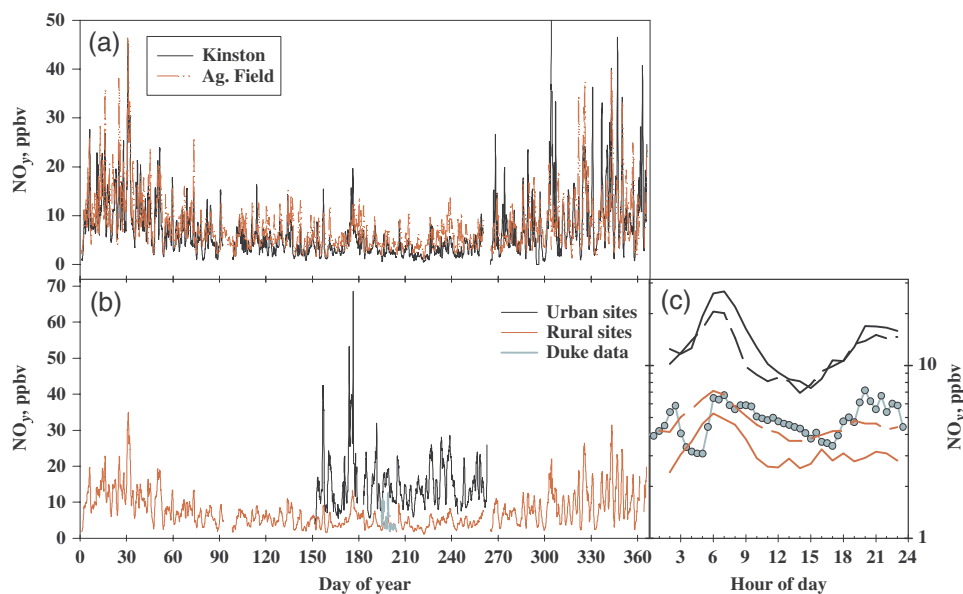 (a)
Kinston
Ag. Field
NOy, ppbv
50
40
30
20
10
0
(b)
Urban sites
Rural sites
Duke data
NOy, ppbv
70
60
50
40
30
20
10
0
0 30 60 90 120 150 180 210 240 270 300 330 360
Day of year
(c)
10
1
NOy, ppbv
3 6 9 12 15 18 21 24
Hour of day